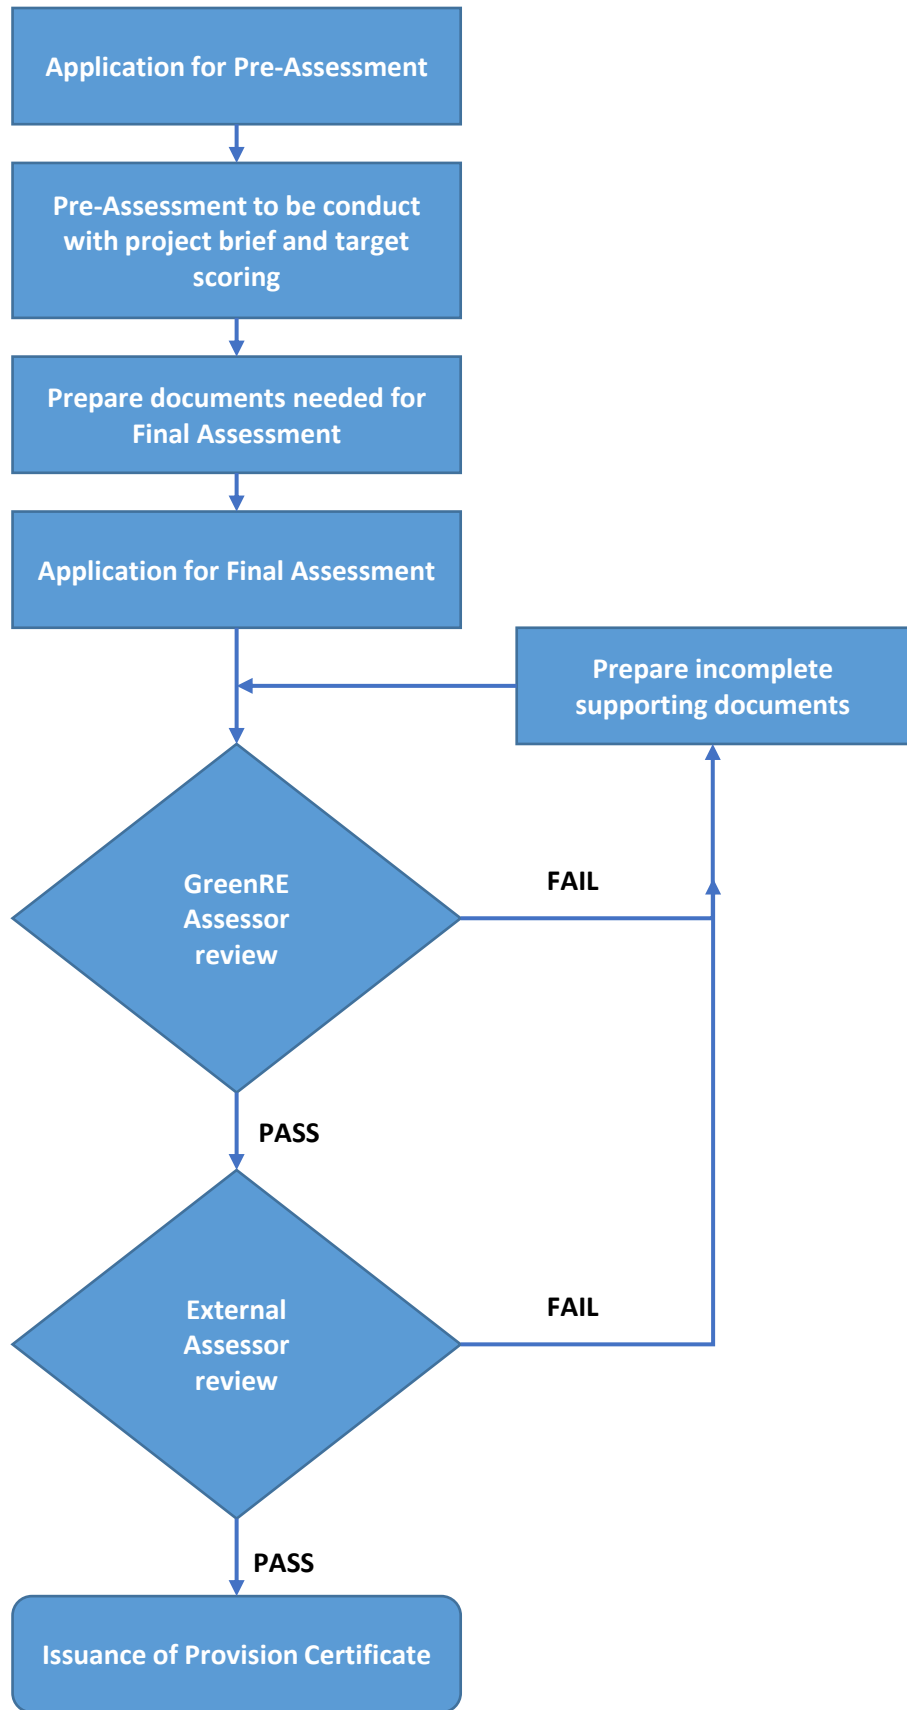 Application for Pre-Assessment
Pre-Assessment to be conduct
with project brief and target
scoring
Prepare documents needed for
Final Assessment
Application for Final Assessment
Prepare incomplete
supporting documents
GreenRE
Assessor
review
FAIL
PASS
External
Assessor
review
FAIL
PASS
Issuance of Provision Certificate